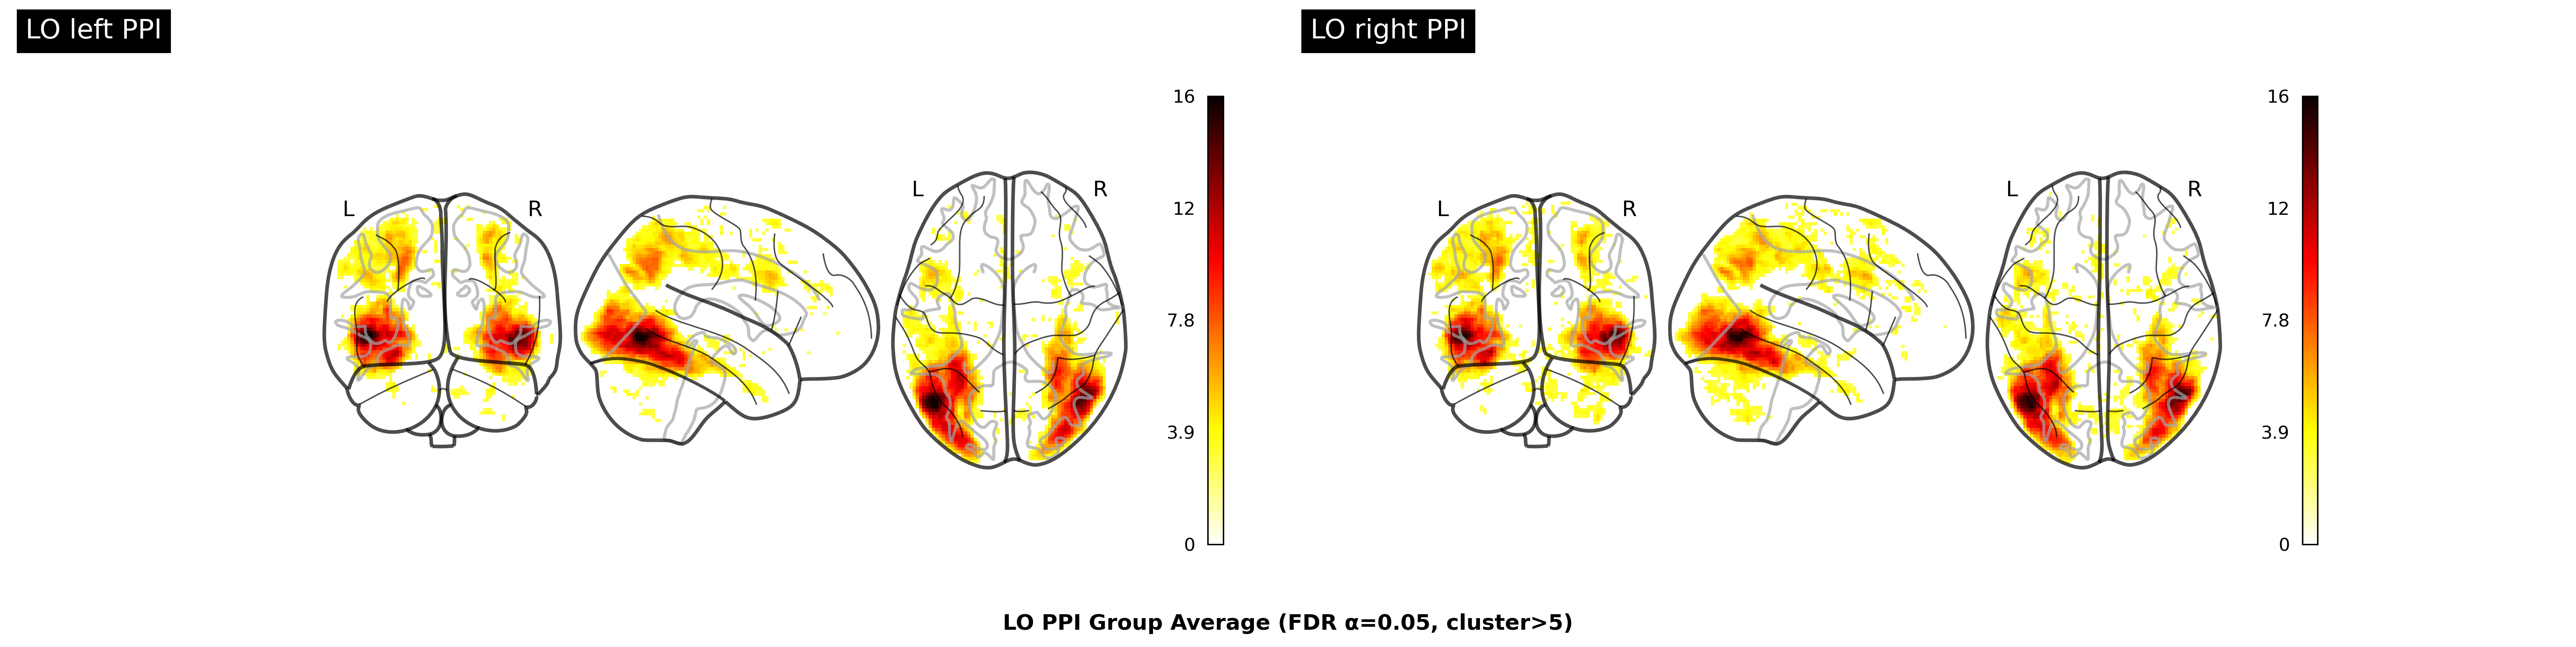 LO left PPI
LO right PPI
L
R
L
R
16
12
7.8
3.9
0
L
R
L
R
16
12
7.8
3.9
0
LO PPI Group Average (FDR α=0.05, cluster>5)